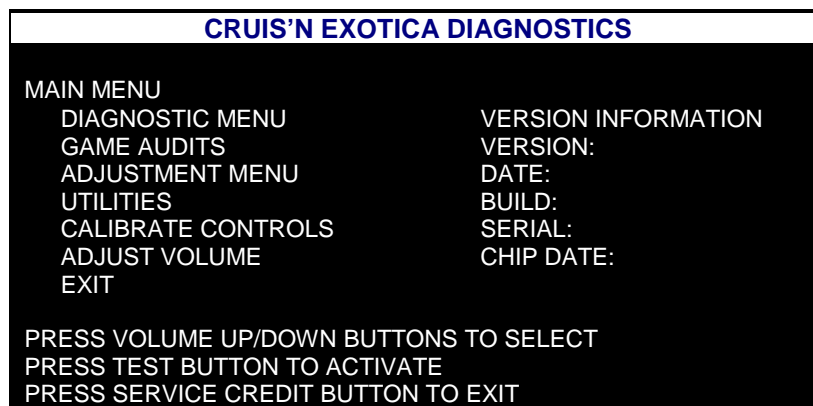 CRUIS'N EXOTICA DIAGNOSTICS
MAIN MENU
DIAGNOSTIC MENU VERSION INFORMATION
GAME AUDITS VERSION:
ADJUSTMENT MENU DATE:
UTILITIES BUILD:
CALIBRATE CONTROLS SERIAL:
ADJUST VOLUME CHIP DATE:
EXIT
PRESS VOLUME UP/DOWN BUTTONS TO SELECT
PRESS TEST BUTTON TO ACTIVATE
PRESS SERVICE CREDIT BUTTON TO EXIT